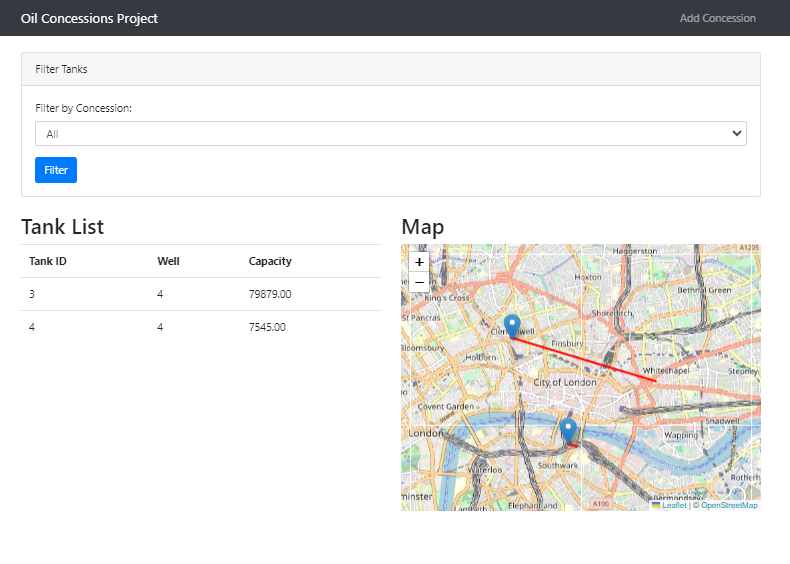 Oil Concessions Project
Add Concession
Filter Tanks
Filter by Concession:
All
Filter
Tank List
Tank ID Well Capacity
3 4 79879.00
4 4 7545.00
Map
+
−
Haggerston
A1205
Hoxton
King's Cross
Bethnal Green
St Pancras
Shoreditch
Clerkenwell
Finsbury
Bloomsbury
Holborn
Whitechapel
Stepney
City of London
Covent Garden
Shadwell
London
Wapping
Southwark
Waterloo
Rotherh
minster
Bermondsey
Lambeth
Elephant and
A100
Leaflet | © OpenStreetMap